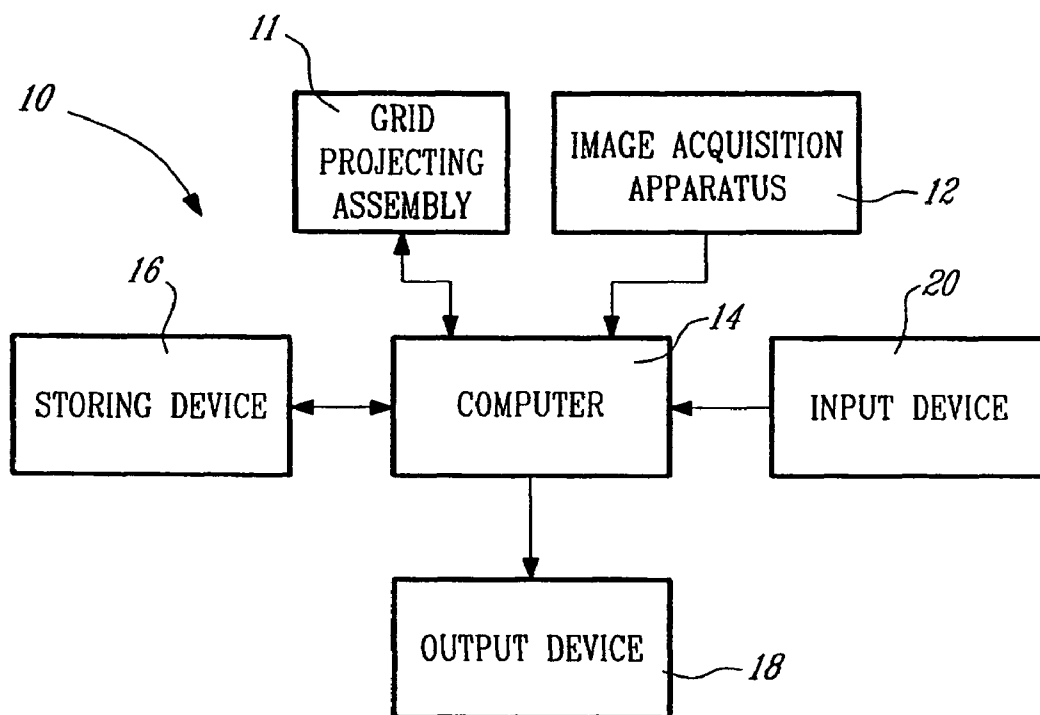 11
10
GRID
PROJECTING
ASSEMBLY
IMAGE ACQUISITION
APPARATUS
12
16
14
20
STORING DEVICE
COMPUTER
INPUT DEVICE
OUTPUT DEVICE
18